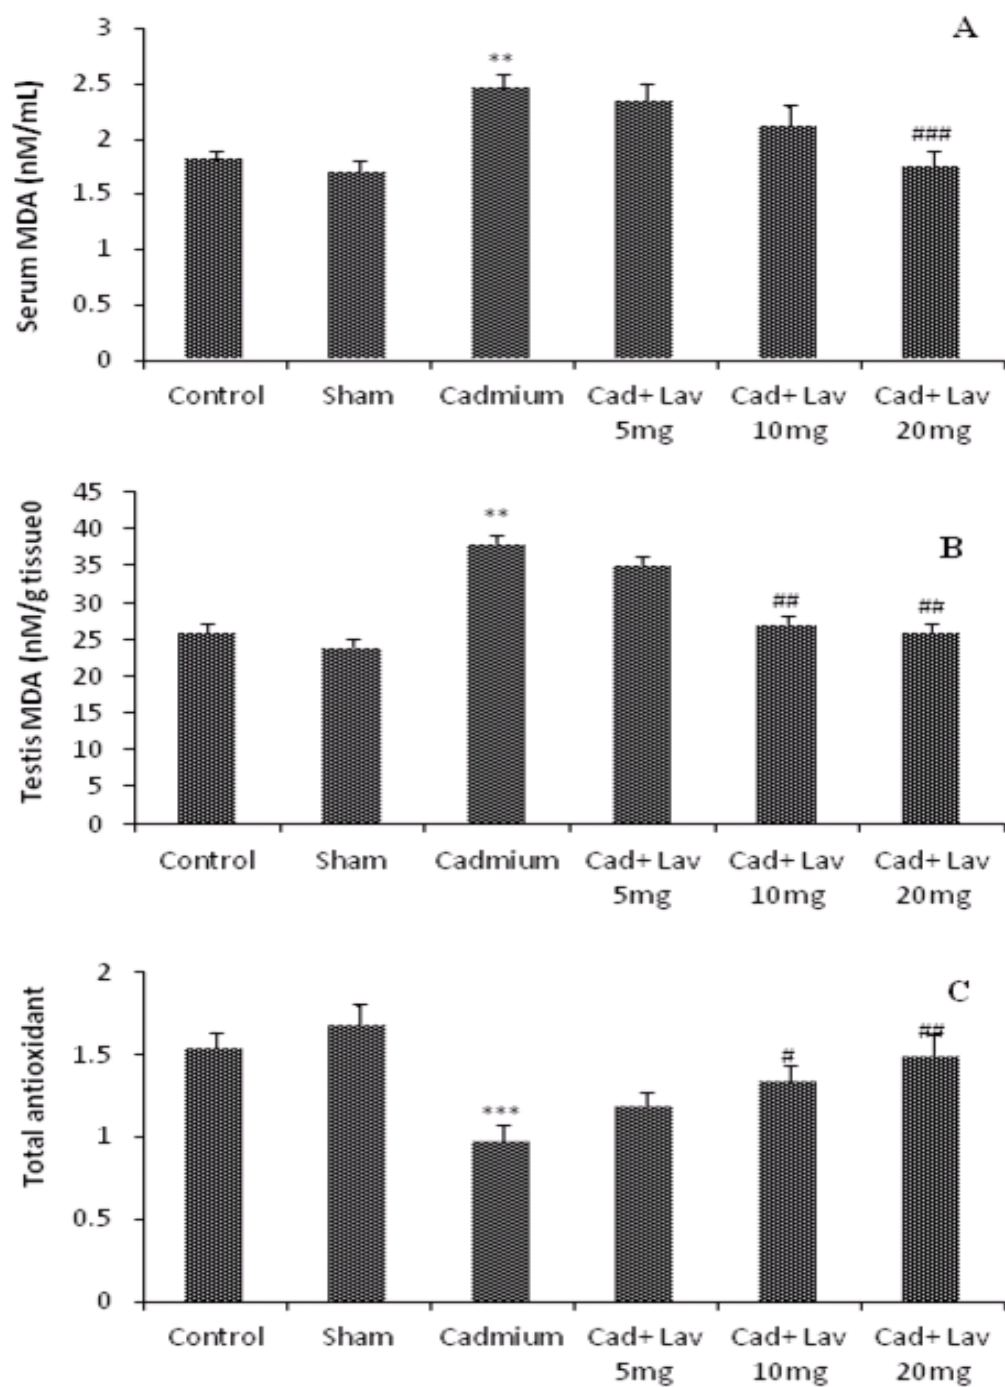 A
Serum MDA (nM/mL)
3
2.5
2
1.5
1
0.5
0
**
###
Control
Sham
Cadmium
Cad+ Lav
5mg
Cad+ Lav
10mg
Cad+ Lav
20mg
B
Testis MDA (nM/g tissue0
45
40
35
30
25
20
15
10
5
0
**
##
##
Control
Sham
Cadmium
Cad+ Lav
5mg
Cad+ Lav
10mg
Cad+ Lav
20mg
C
Total antioxidant
2
1.5
1
0.5
0
***
#
##
Control
Sham
Cadmium
Cad+ Lav
5mg
Cad+ Lav
10mg
Cad+ Lav
20mg